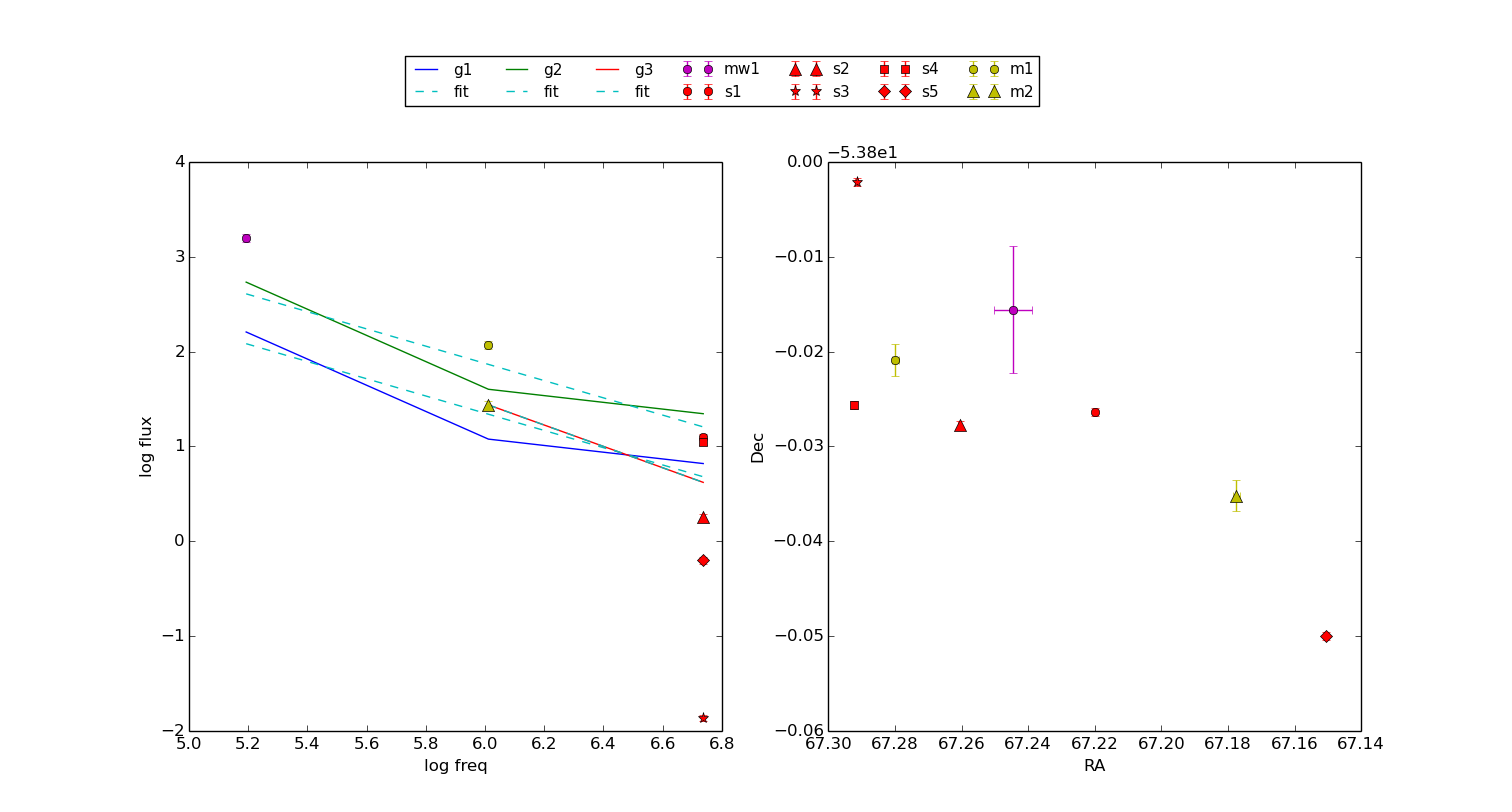 g1 g2 g3 mw1 s2 s4 m1
fit fit fit s1 s3 s5 m2
4
3
2
1
0
−1
−2
5.0 5.2 5.4 5.6 5.8 6.0 6.2 6.4 6.6 6.8
log freq
log flux
−5.38e1
0.00
−0.01
−0.02
−0.03
−0.04
−0.05
−0.06
67.30 67.28 67.26 67.24 67.22 67.20 67.18 67.16 67.14
RA
Dec